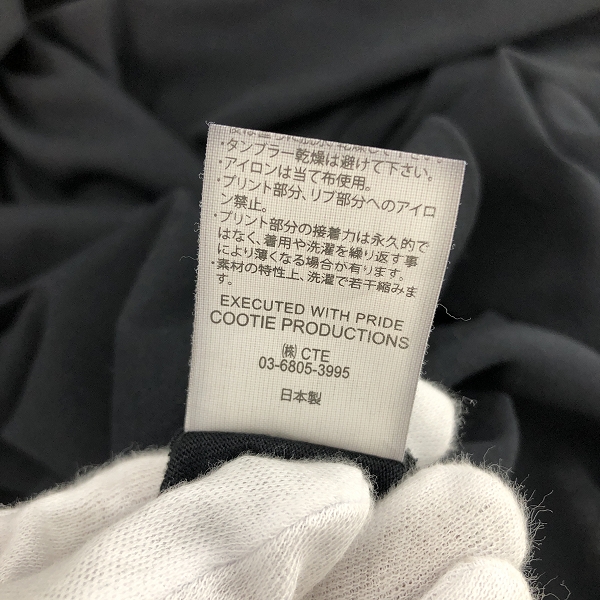 ・タンブラー乾燥は避けて下さい。
・アイロンは当て布使用。
・プリント部分、リブ部分へのアイロ
ン禁止。
・プリント部分の接着力は永久的で
はなく、着用や洗濯を繰り返す事
により薄くなる場合が有ります。
・素材の特性上、洗濯で若干縮みま
す。
EXECUTED WITH PRIDE
COOTIE PRODUCTIONS
㈱ CTE
03-6805-3995
日本製